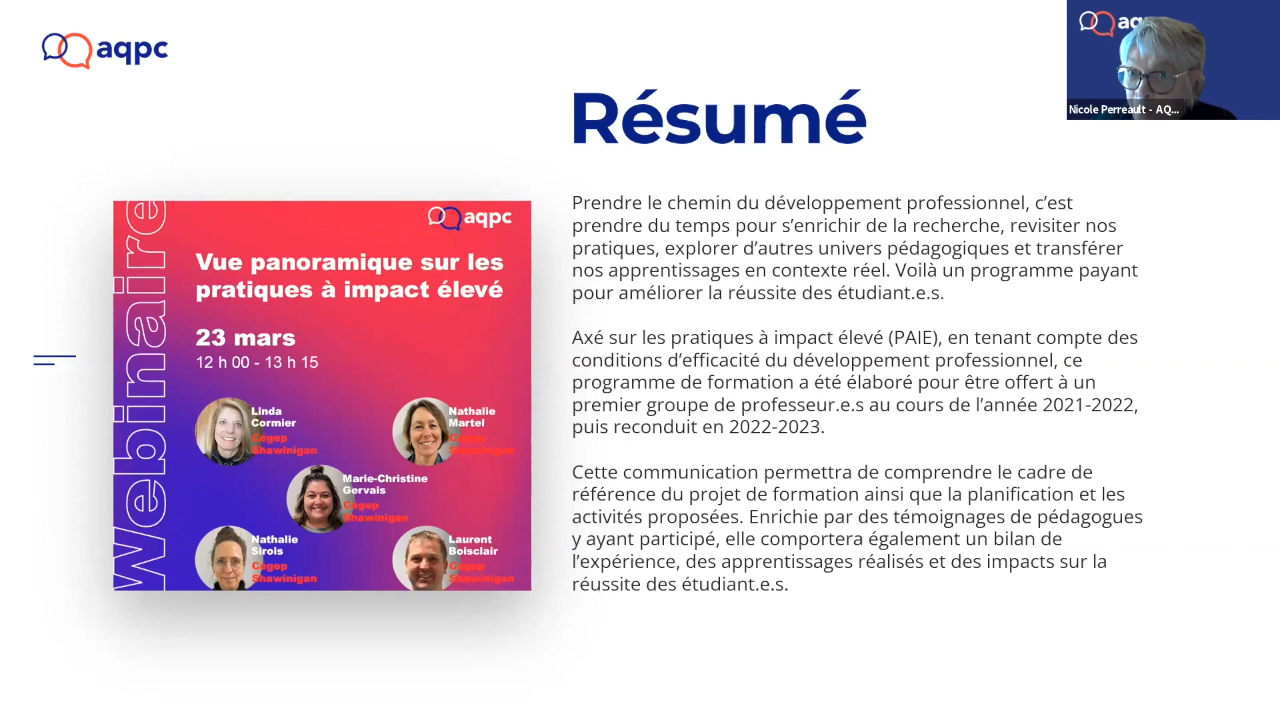 aqpc
aq
Nicole Perreault - AQ...
Résumé
Webinaire
aqpc
Vue panoramique sur les
pratiques à impact élevé
23 mars
12 h 00 - 13 h 15
Linda
Cormier
Cégep
Shawinigan
Nathalie
Martel
Cégep
Shawinigan
Marie-Christine
Gervais
Cégep
Shawinigan
Nathalie
Sirois
Cégep
Shawinigan
Laurent
Boisclair
Cégep
Shawinigan
Prendre le chemin du développement professionnel, c’est
prendre du temps pour s’enrichir de la recherche, revisiter nos
pratiques, explorer d’autres univers pédagogiques et transférer
nos apprentissages en contexte réel. Voilà un programme payant
pour améliorer la réussite des étudiant.e.s.
Axé sur les pratiques à impact élevé (PAIE), en tenant compte des
conditions d’efficacité du développement professionnel, ce
programme de formation a été élaboré pour être offert à un
premier groupe de professeur.e.s au cours de l’année 2021-2022,
puis reconduit en 2022-2023.
Cette communication permettra de comprendre le cadre de
référence du projet de formation ainsi que la planification et les
activités proposées. Enrichie par des témoignages de pédagogues
y ayant participé, elle comportera également un bilan de
l’expérience, des apprentissages réalisés et des impacts sur la
réussite des étudiant.e.s.